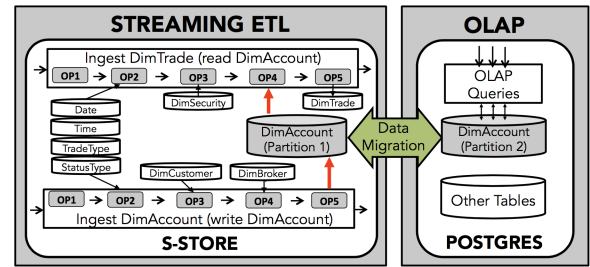 STREAMING ETL
Ingest DimTrade (read DimAccount)
OP1
OP2
OP3
OP4
OP5
Date
Time
TradeType
StatusType
DimSecurity
DimTrade
DimAccount
(Partition 1)
DimCustomer
DimBroker
OP1
OP2
OP3
OP4
OP5
Ingest DimAccount (write DimAccount)
S-STORE
Data
Migration
OLAP
OLAP
Queries
DimAccount
(Partition 2)
Other Tables
POSTGRES